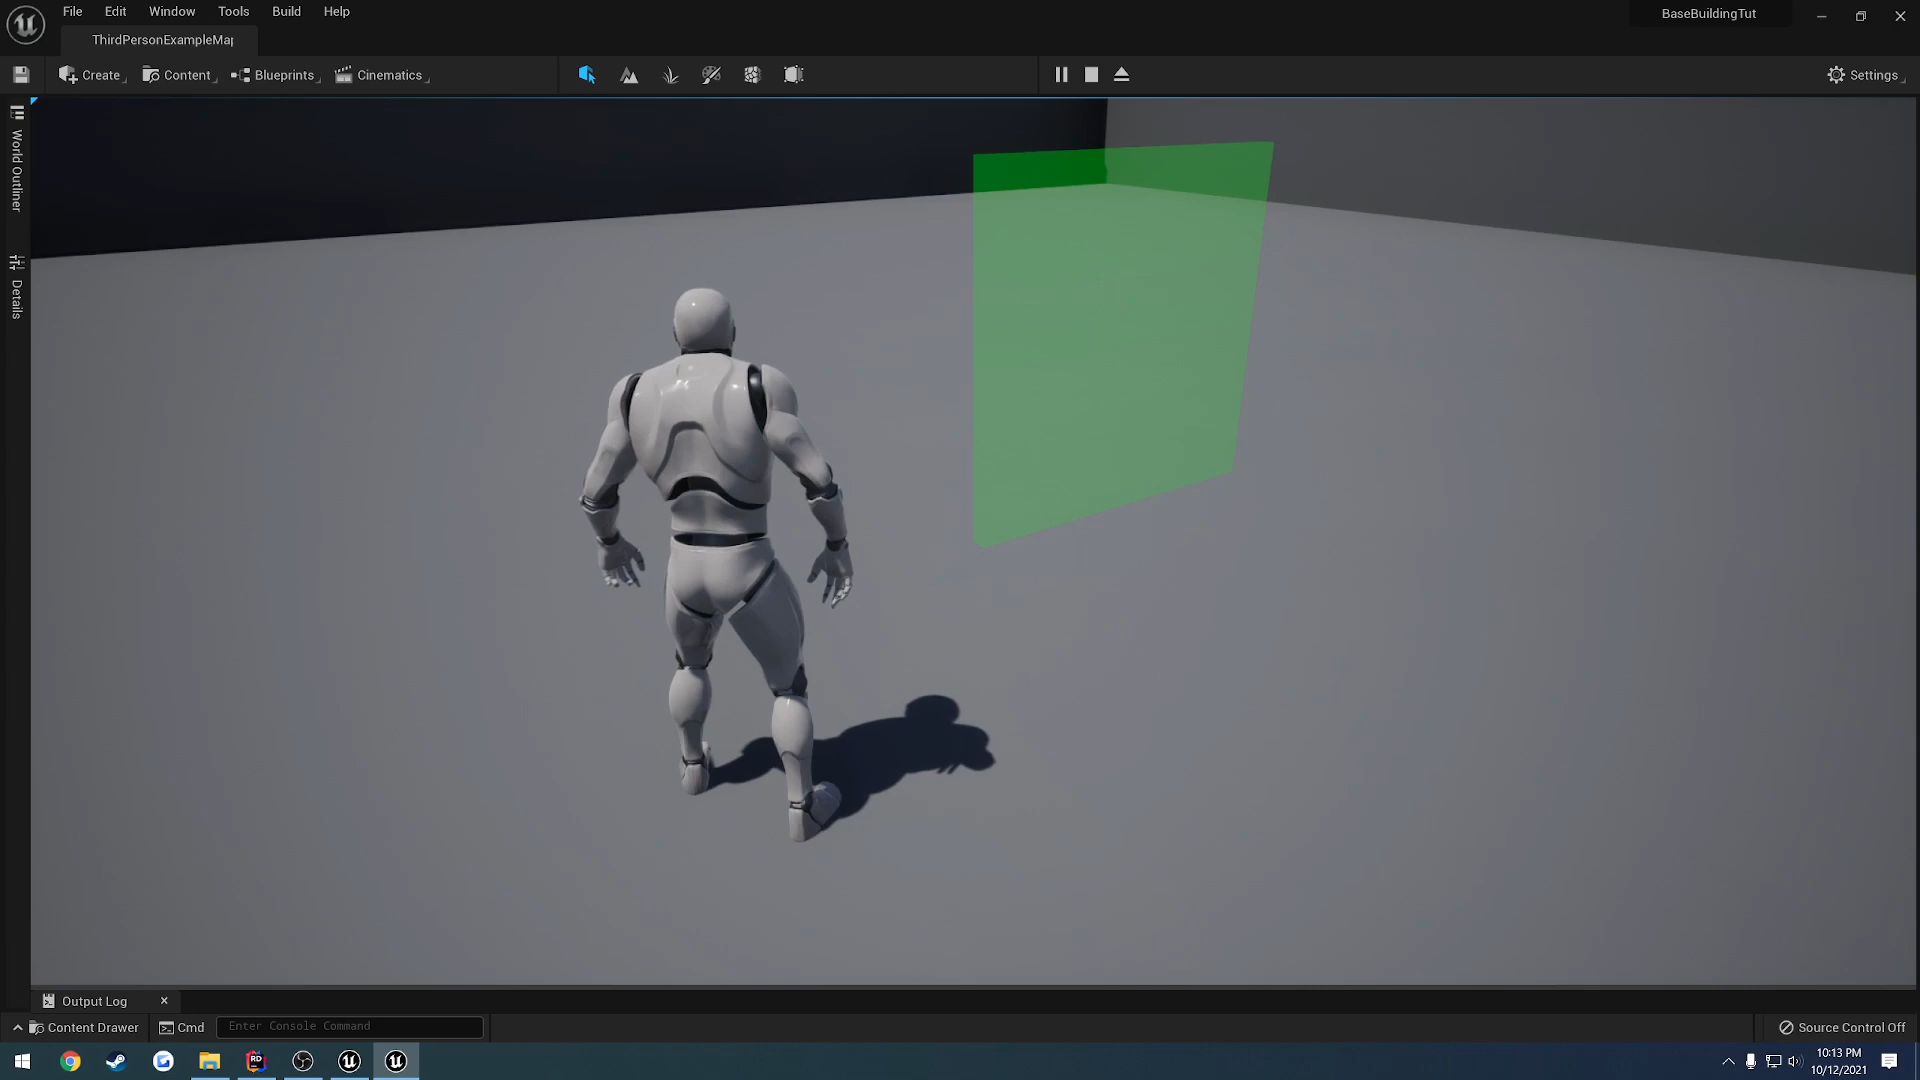 File Edit Window Tools Build Help
BaseBuildingTut
ThirdPersonExampleMap
Create Content Blueprints Cinematics
Settings
World Outliner
Details
Output Log
Content Drawer Cmd Enter Console Command
Source Control Off
RD
10:13 PM
10/12/2021